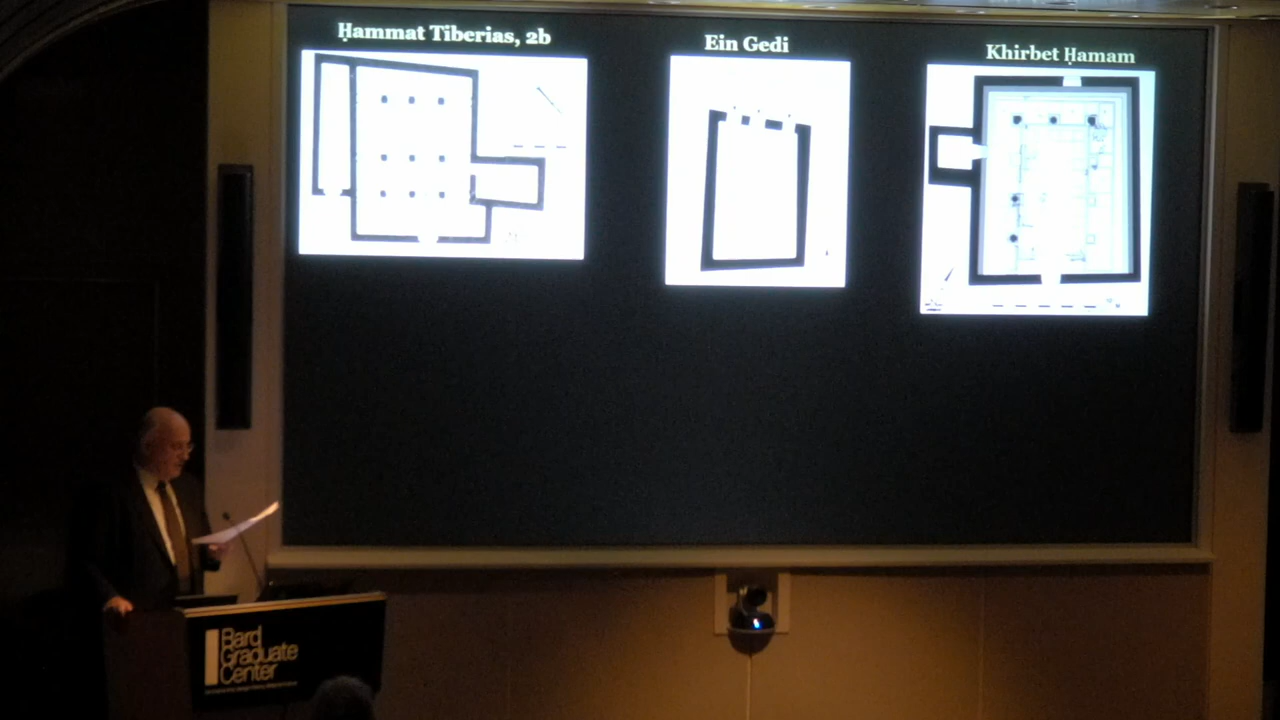 Ḥammat Tiberias, 2b
Ein Gedi
Khirbet Ḥamam
Bard
Graduate
Center